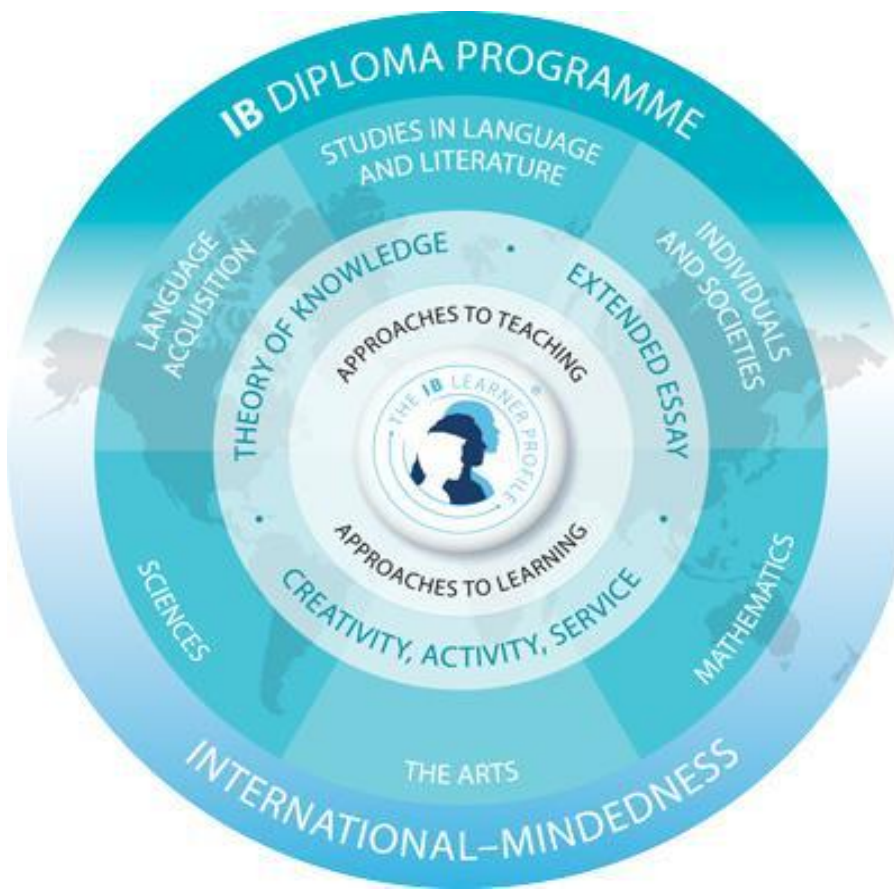 IB DIPLOMA PROGRAMME
STUDIES IN LANGUAGE
AND LITERATURE
LANGUAGE
ACQUISITION
INDIVIDUALS
AND SOCIETIES
THEORY OF KNOWLEDGE
EXTENDED ESSAY
APPROACHES TO TEACHING
THE IB LEARNER PROFILE
®
APPROACHES TO LEARNING
CREATIVITY, ACTIVITY, SERVICE
SCIENCES
MATHEMATICS
THE ARTS
INTERNATIONAL–MINDEDNESS